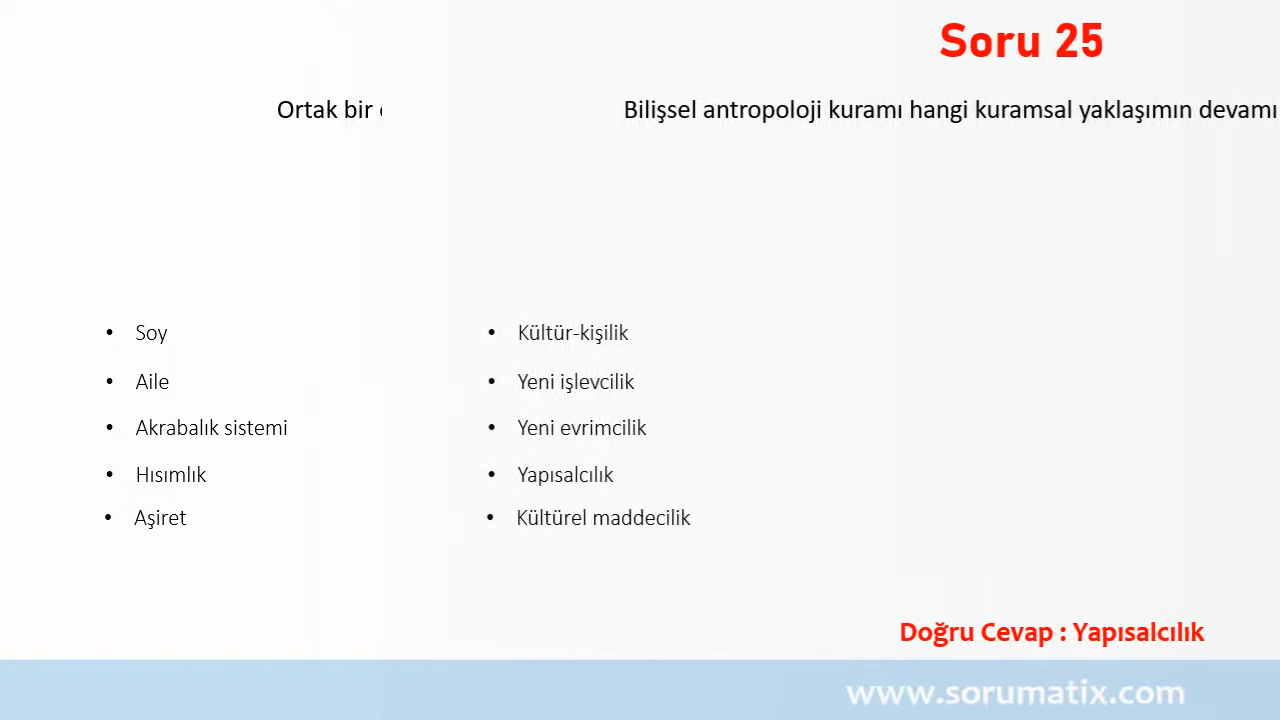 Soru 25
Ortak bir
Bilişsel antropoloji kuramı hangi kuramsal yaklaşımın devamı
• Soy
• Aile
• Akrabalık sistemi
• Hısımlık
• Aşiret
• Kültür-kişilik
• Yeni işlevcilik
• Yeni evrimcilik
• Yapısalcılık
• Kültürel maddecilik
Doğru Cevap : Yapısalcılık
www.sorumatix.com